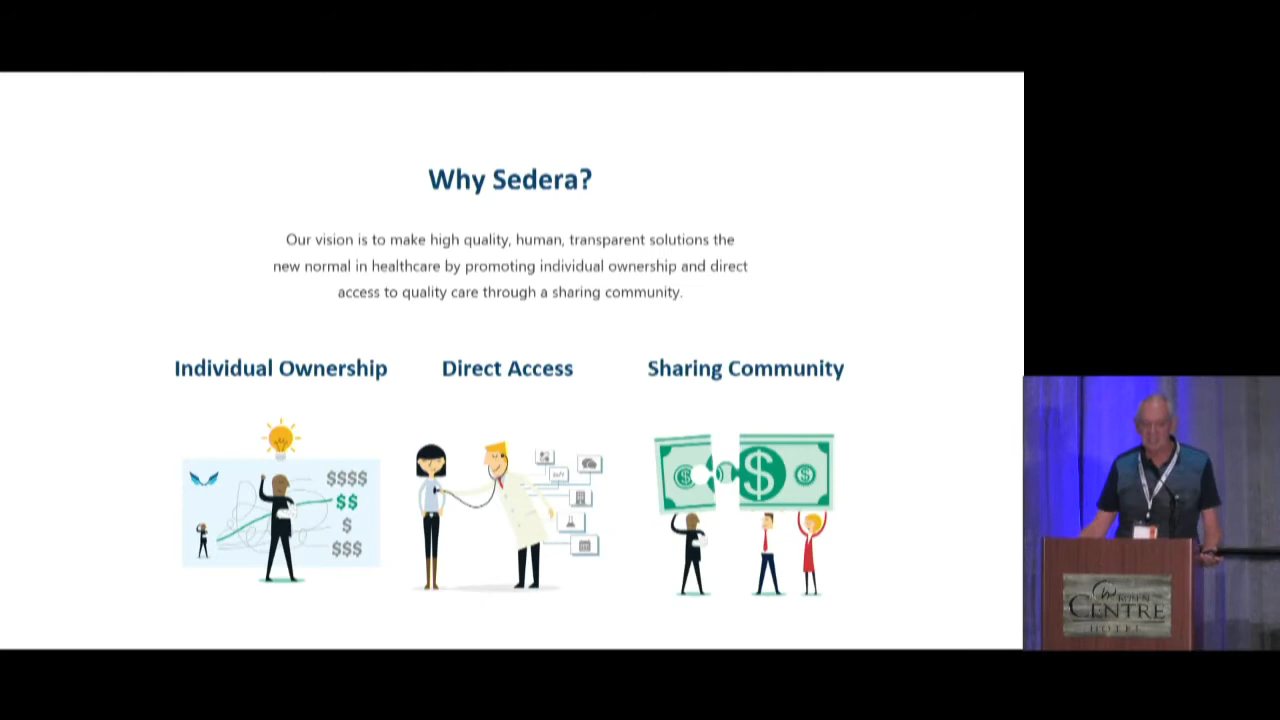 Why Sedera?
Our vision is to make high quality, human, transparent solutions the
new normal in healthcare by promoting individual ownership and direct
access to quality care through a sharing community.
Individual Ownership
Direct Access
Sharing Community
$$$$
$$
$
$$$
$
$
$
ROSEN
CENTRE
HOTEL